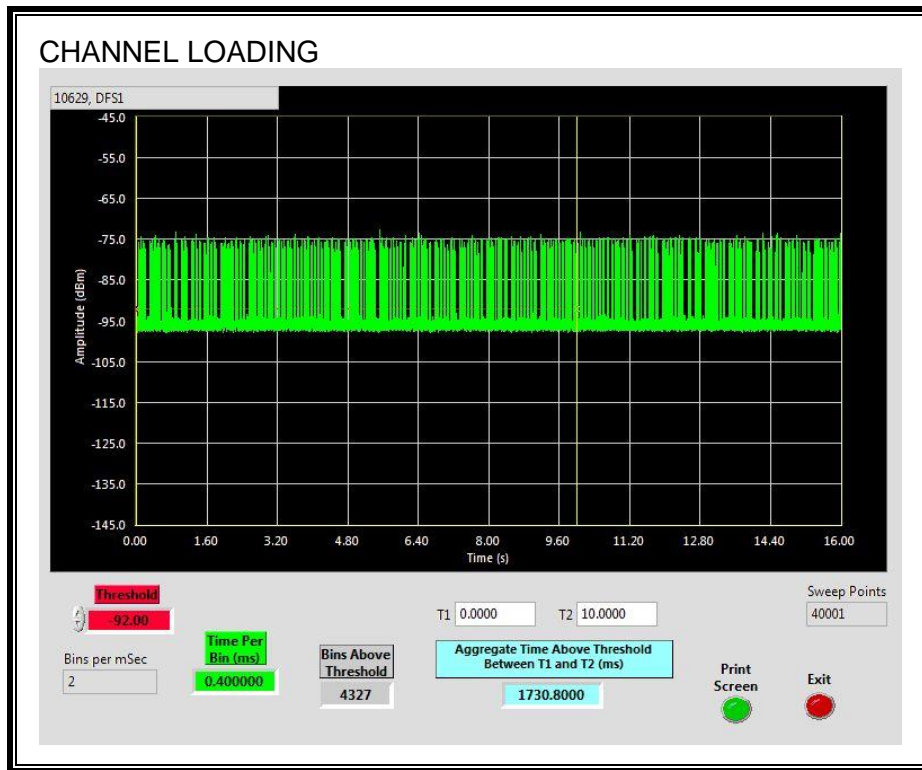 CHANNEL LOADING
10629, DFS1
-45.0
-55.0
-65.0
-75.0
-85.0
-95.0
-105.0
-115.0
-125.0
-135.0
-145.0
Amplitude (dBm)
0.00 1.60 3.20 4.80 6.40 8.00 9.60 11.20 12.80 14.40 16.00
Time (s)
Threshold
-92.00
Bins per mSec
2
Time Per
Bin (ms)
0.400000
Bins Above
Threshold
4327
T1 0.0000 T2 10.0000
Aggregate Time Above Threshold
Between T1 and T2 (ms)
1730.8000
Sweep Points
40001
Print
Screen
Exit